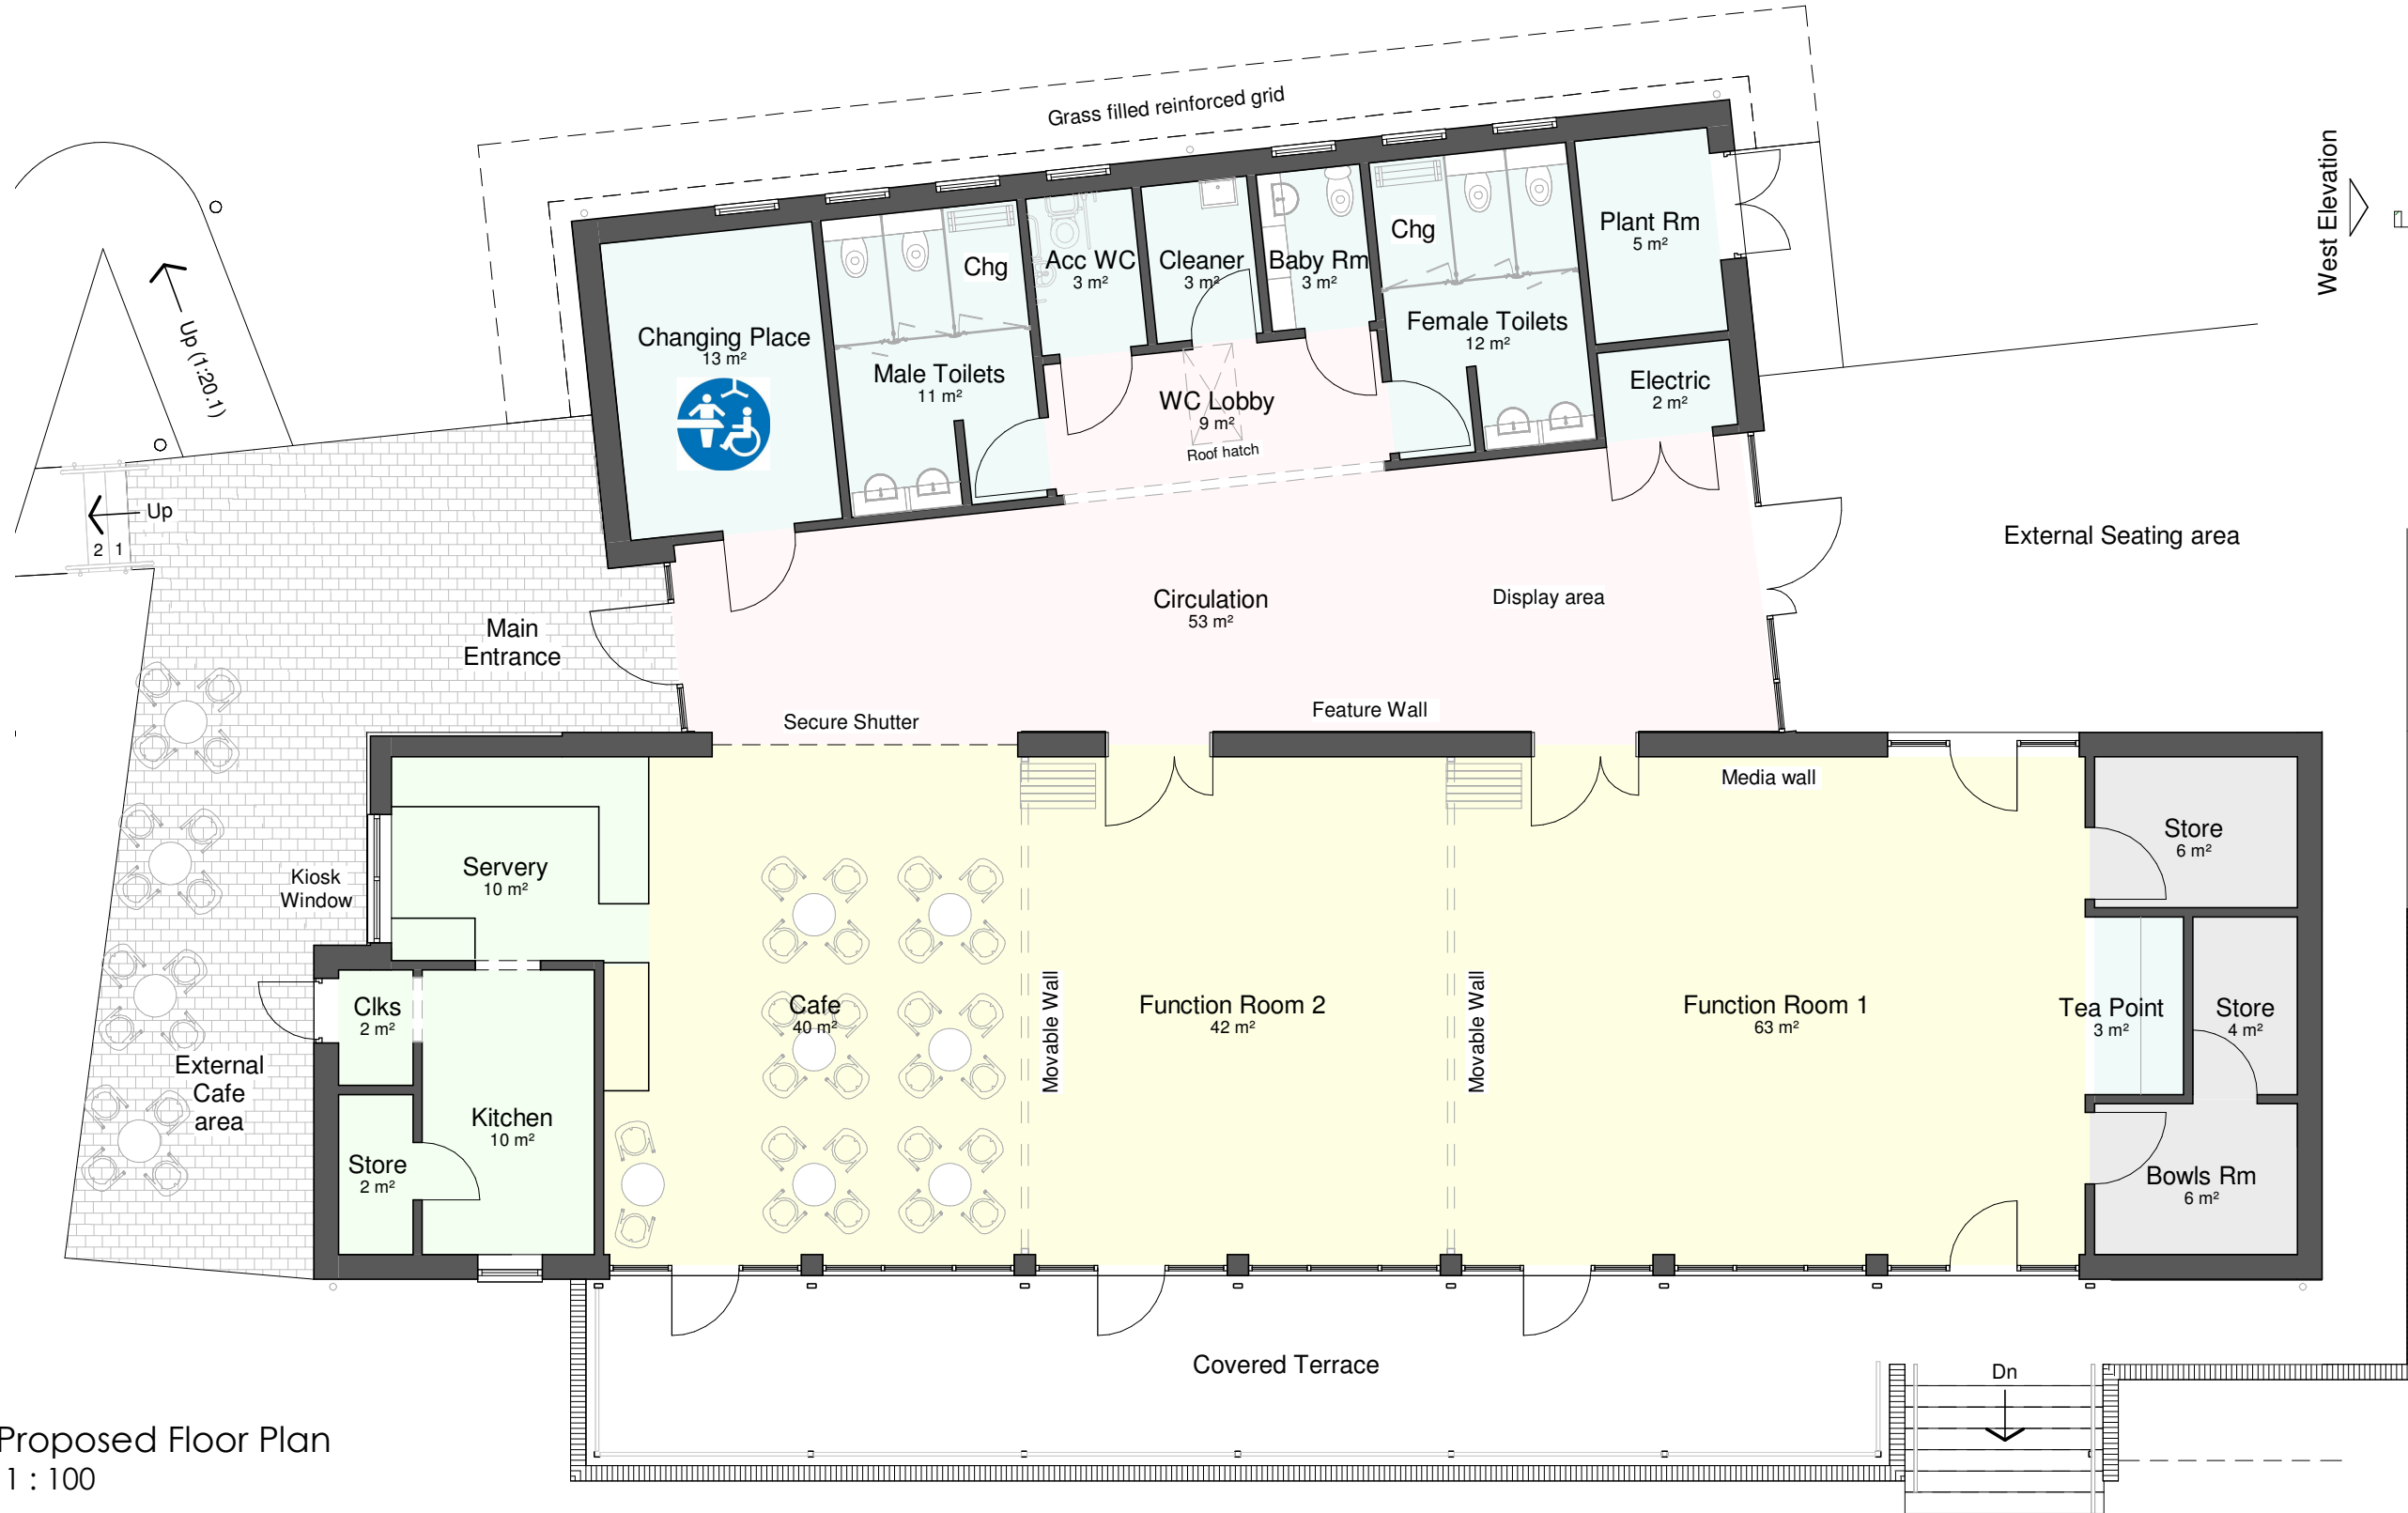 Grass filled reinforced grid
West Elevation
Plant Rm
5 m²
Chg
Chg
Acc WC
3 m²
Cleaner
3 m²
Baby Rm
3 m²
Changing Place
13 m²
Male Toilets
11 m²
Female Toilets
12 m²
Electric
2 m²
WC Lobby
9 m²
Roof hatch
Up (1:20.1)
Up
2 1
External Seating area
Main
Entrance
Circulation
53 m²
Display area
Secure Shutter
Feature Wall
Media wall
Servery
10 m²
Kiosk
Window
Store
6 m²
Clks
2 m²
Cafe
40 m²
Movable Wall
Function Room 2
42 m²
Movable Wall
Function Room 1
63 m²
Tea Point
3 m²
Store
4 m²
External
Cafe
area
Kitchen
10 m²
Store
2 m²
Bowls Rm
6 m²
Covered Terrace
Dn
Proposed Floor Plan
1 : 100